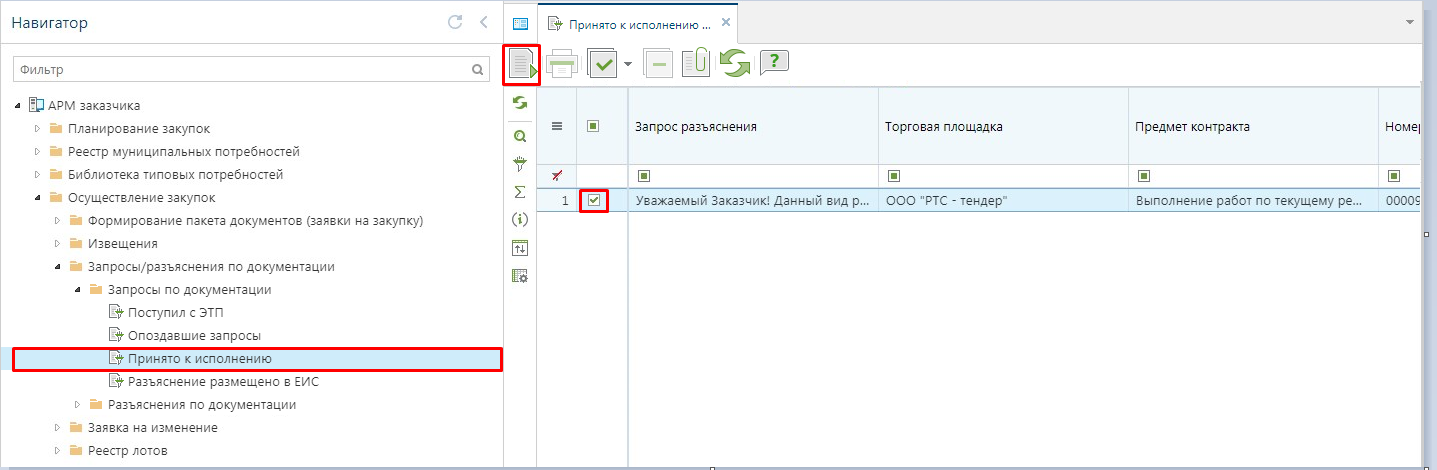 Навигатор
Фильтр
АРМ заказчика
Планирование закупок
Реестр муниципальных потребностей
Библиотека типовых потребностей
Осуществление закупок
Формирование пакета документов (заявки на закупку)
Извещения
Запросы/разъяснения по документации
Запросы по документации
Поступил с ЭТП
Опоздавшие запросы
Принято к исполнению
Разъяснение размещено в ЕИС
Разъяснения по документации
Заявка на изменение
Реестр лотов
Принято к исполнению ...
Запрос разъяснения Торговая площадка Предмет контракта Номер
1 Уважаемый Заказчик! Данный вид р... ООО "РТС - тендер" Выполнение работ по текущему ре... 00009